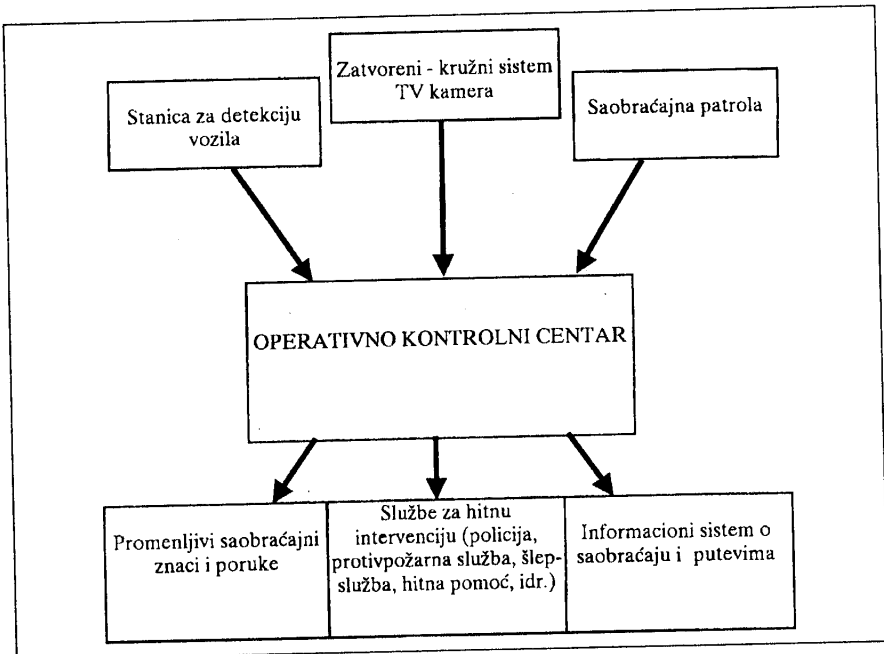 Stanica za detekciju
vozila
Zatvoreni - kružni sistem
TV kamera
Saobraćajna patrola
OPERATIVNO KONTROLNI CENTAR
Promenljivi saobraćajni
znaci i poruke
Službe za hitnu
intervenciju (policija,
protivpožarna služba, šlep-
služba, hitna pomoć, idr.)
Informacioni sistem o
saobraćaju i putevima